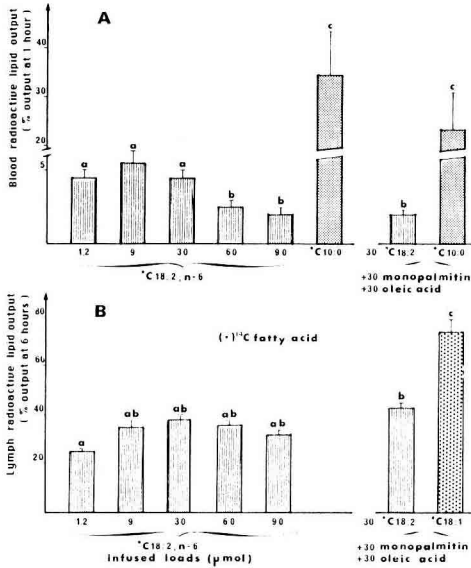 A
Blood radioactive lipid output
( % output at 1 hour )
40
30
20
5
a
a
a
b
b
c
b
c
1.2
9
30
60
90
*C10:0
30
*C18:2
*C10:0
*C18:2, n-6
+30 monopalmitin
+30 oleic acid
B
Lymph radioactive lipid output
( % output at 6 hours )
80
60
40
20
(*)¹⁴C fatty acid
a
ab
ab
ab
ab
b
c
1.2
9
30
60
90
30
*C18:2
*C18:1
*C18:2, n-6
infused loads (µmol)
+30 monopalmitin
+30 oleic acid